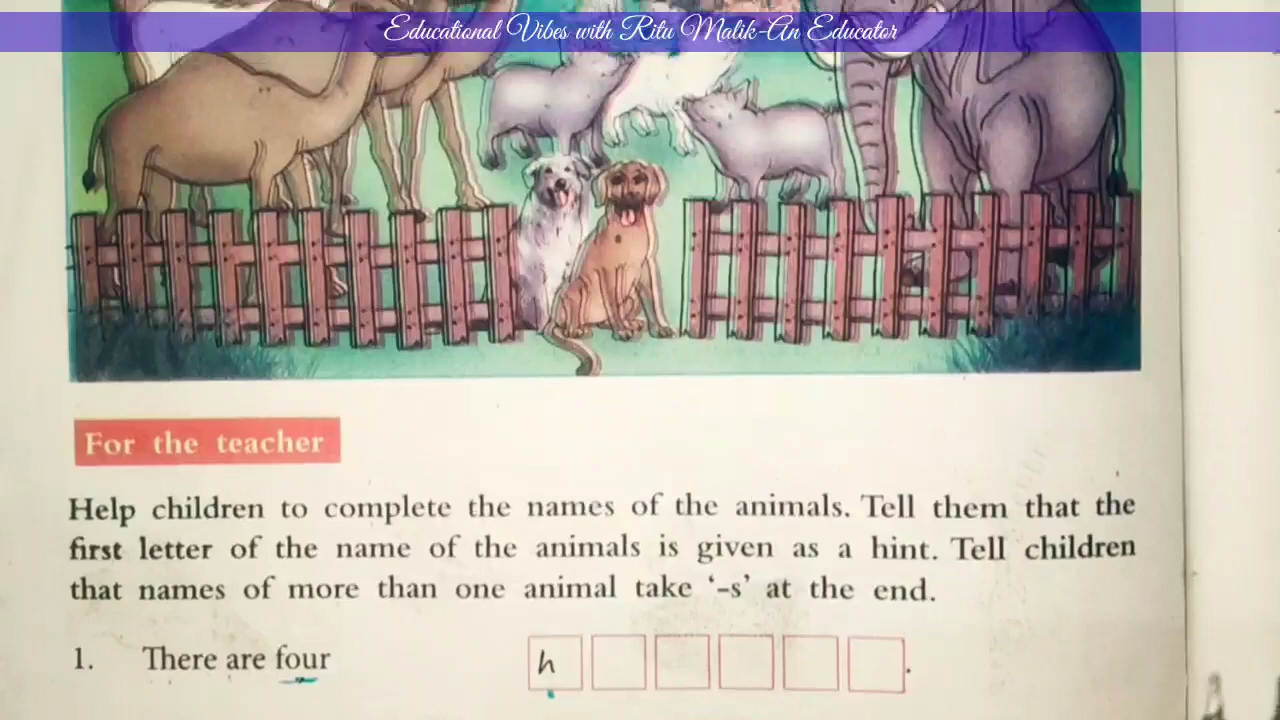 Educational Vibes with Ritu Malik-An Educator
For the teacher
Help children to complete the names of the animals. Tell them that the
first letter of the name of the animals is given as a hint. Tell children
that names of more than one animal take ‘-s’ at the end.
1. There are four h .